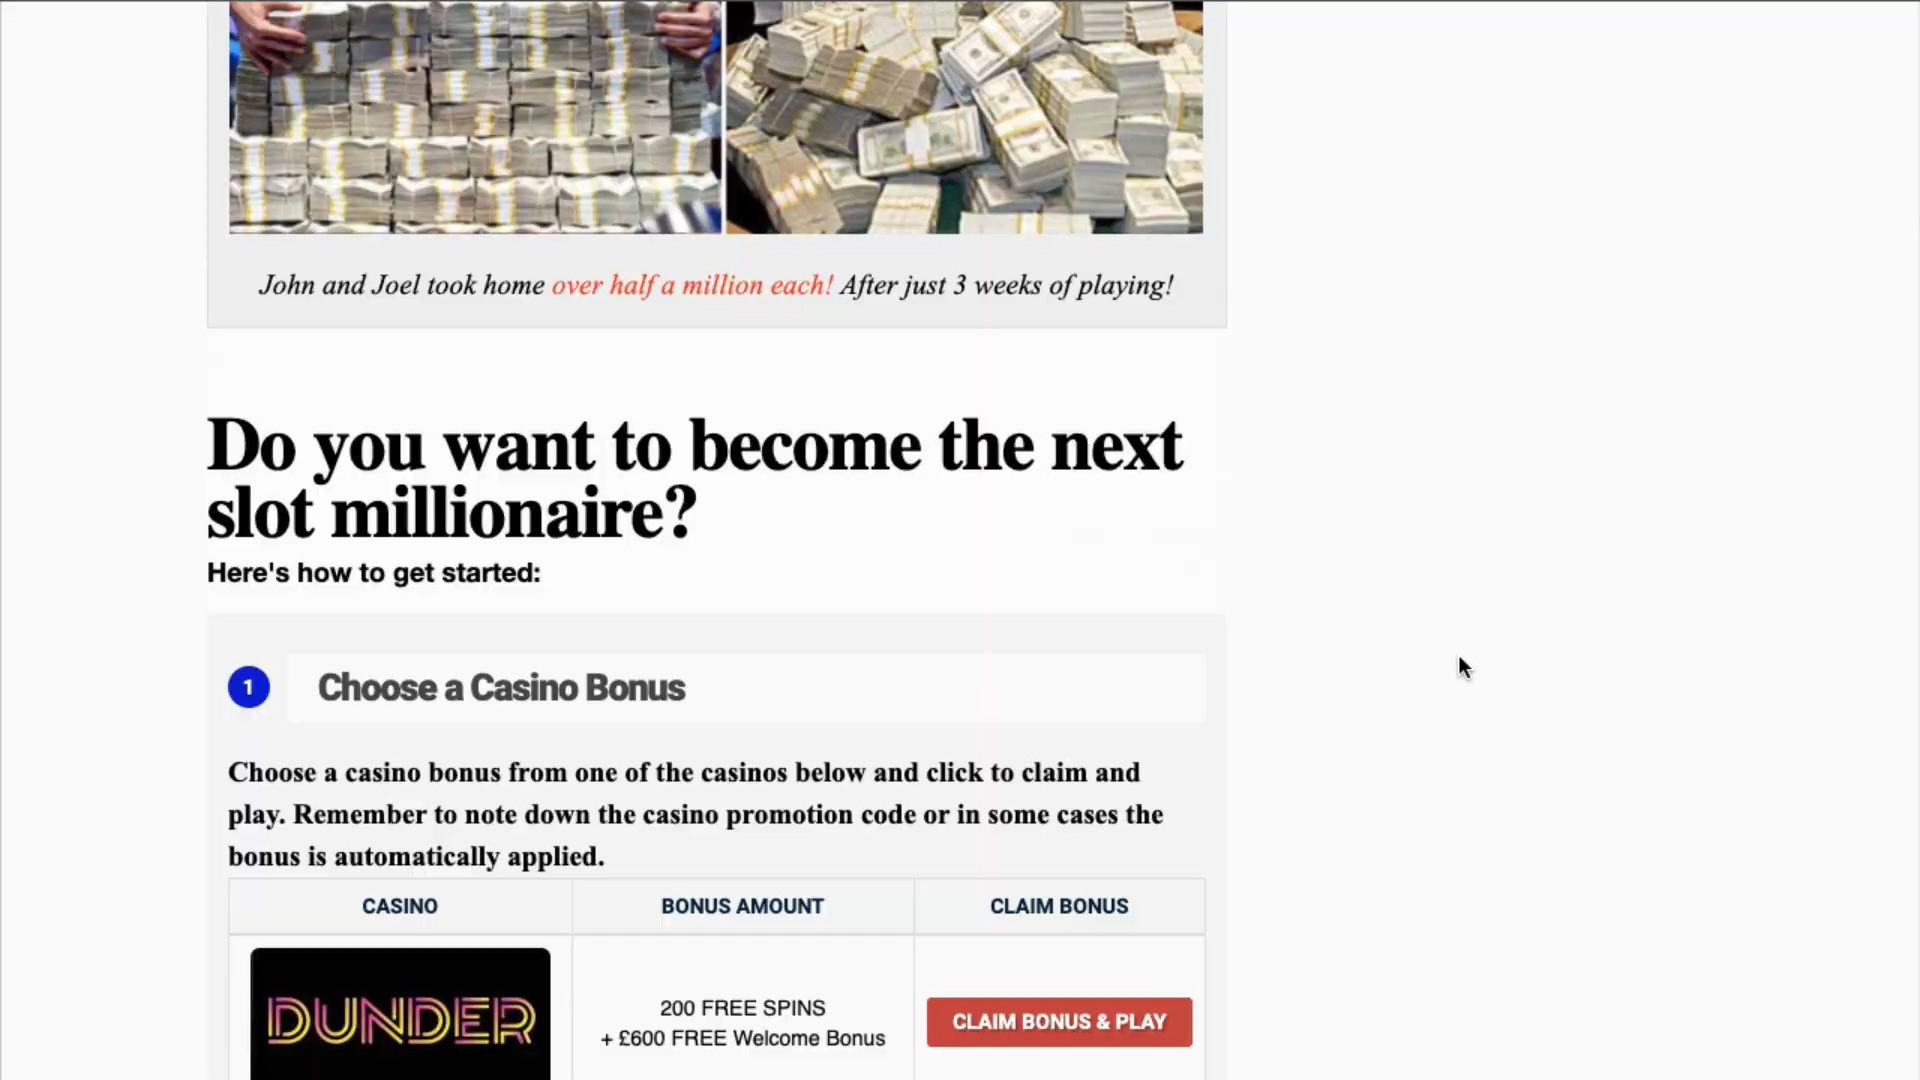 John and Joel took home over half a million each! After just 3 weeks of playing!
Do you want to become the next
slot millionaire?
Here's how to get started:
1 Choose a Casino Bonus
Choose a casino bonus from one of the casinos below and click to claim and
play. Remember to note down the casino promotion code or in some cases the
bonus is automatically applied.
CASINO BONUS AMOUNT CLAIM BONUS
DUNDER
200 FREE SPINS
+ £600 FREE Welcome Bonus
CLAIM BONUS & PLAY